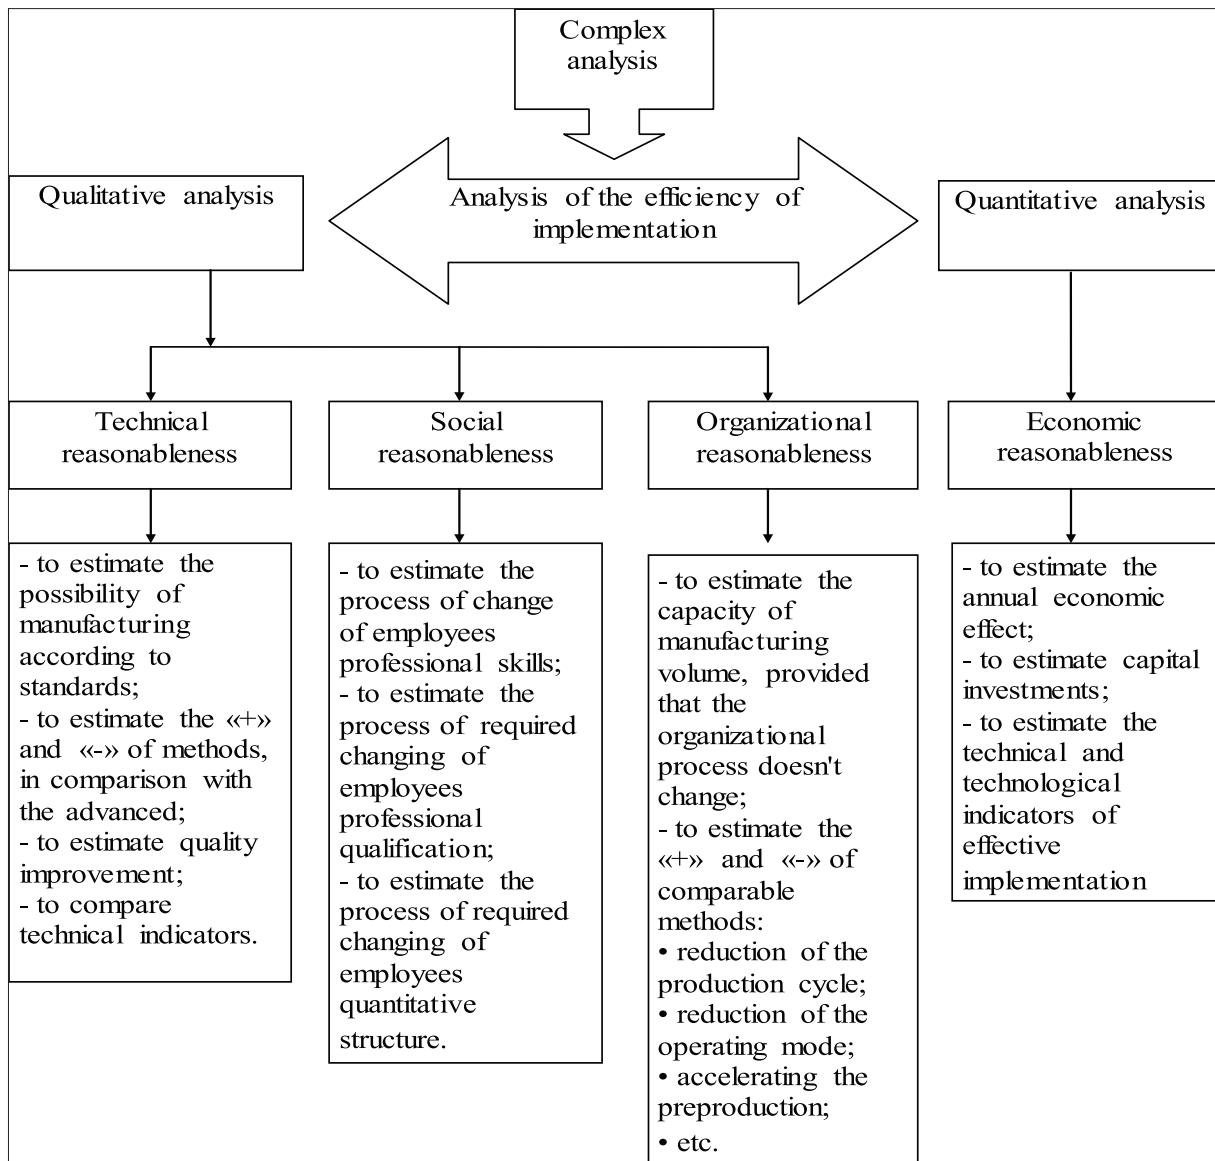 Complex
analysis
Qualitative analysis
Analysis of the efficiency of
implementation
Quantitative analysis
Technical
reasonableness
Social
reasonableness
Organizational
reasonableness
Economic
reasonableness
- to estimate the
possibility of
manufacturing
according to
standards;
- to estimate the «+»
and «-» of methods,
in comparison with
the advanced;
- to estimate quality
improvement;
- to compare
technical indicators.
- to estimate the
process of change
of employees
professional skills;
- to estimate the
process of required
changing of
employees
professional
qualification;
- to estimate the
process of required
changing of
employees
quantitative
structure.
- to estimate the
capacity of
manufacturing
volume, provided
that the
organizational
process doesn't
change;
- to estimate the
«+» and «-» of
comparable
methods:
• reduction of the
production cycle;
• reduction of the
operating mode;
• accelerating the
preproduction;
• etc.
- to estimate the
annual economic
effect;
- to estimate capital
investments;
- to estimate the
technical and
technological
indicators of
effective
implementation